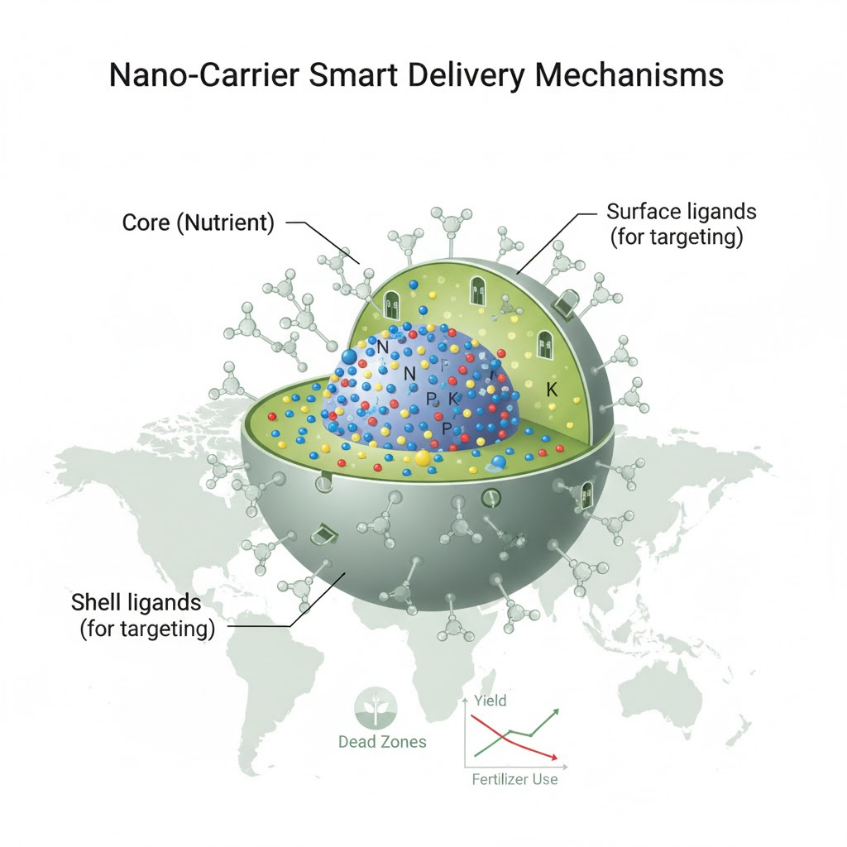 Nano-Carrier Smart Delivery Mechanisms
Core (Nutrient)
Surface ligands
(for targeting)
N
N
P K
P
K
Shell ligands
(for targeting)
Yield
Dead Zones
Fertilizer Use